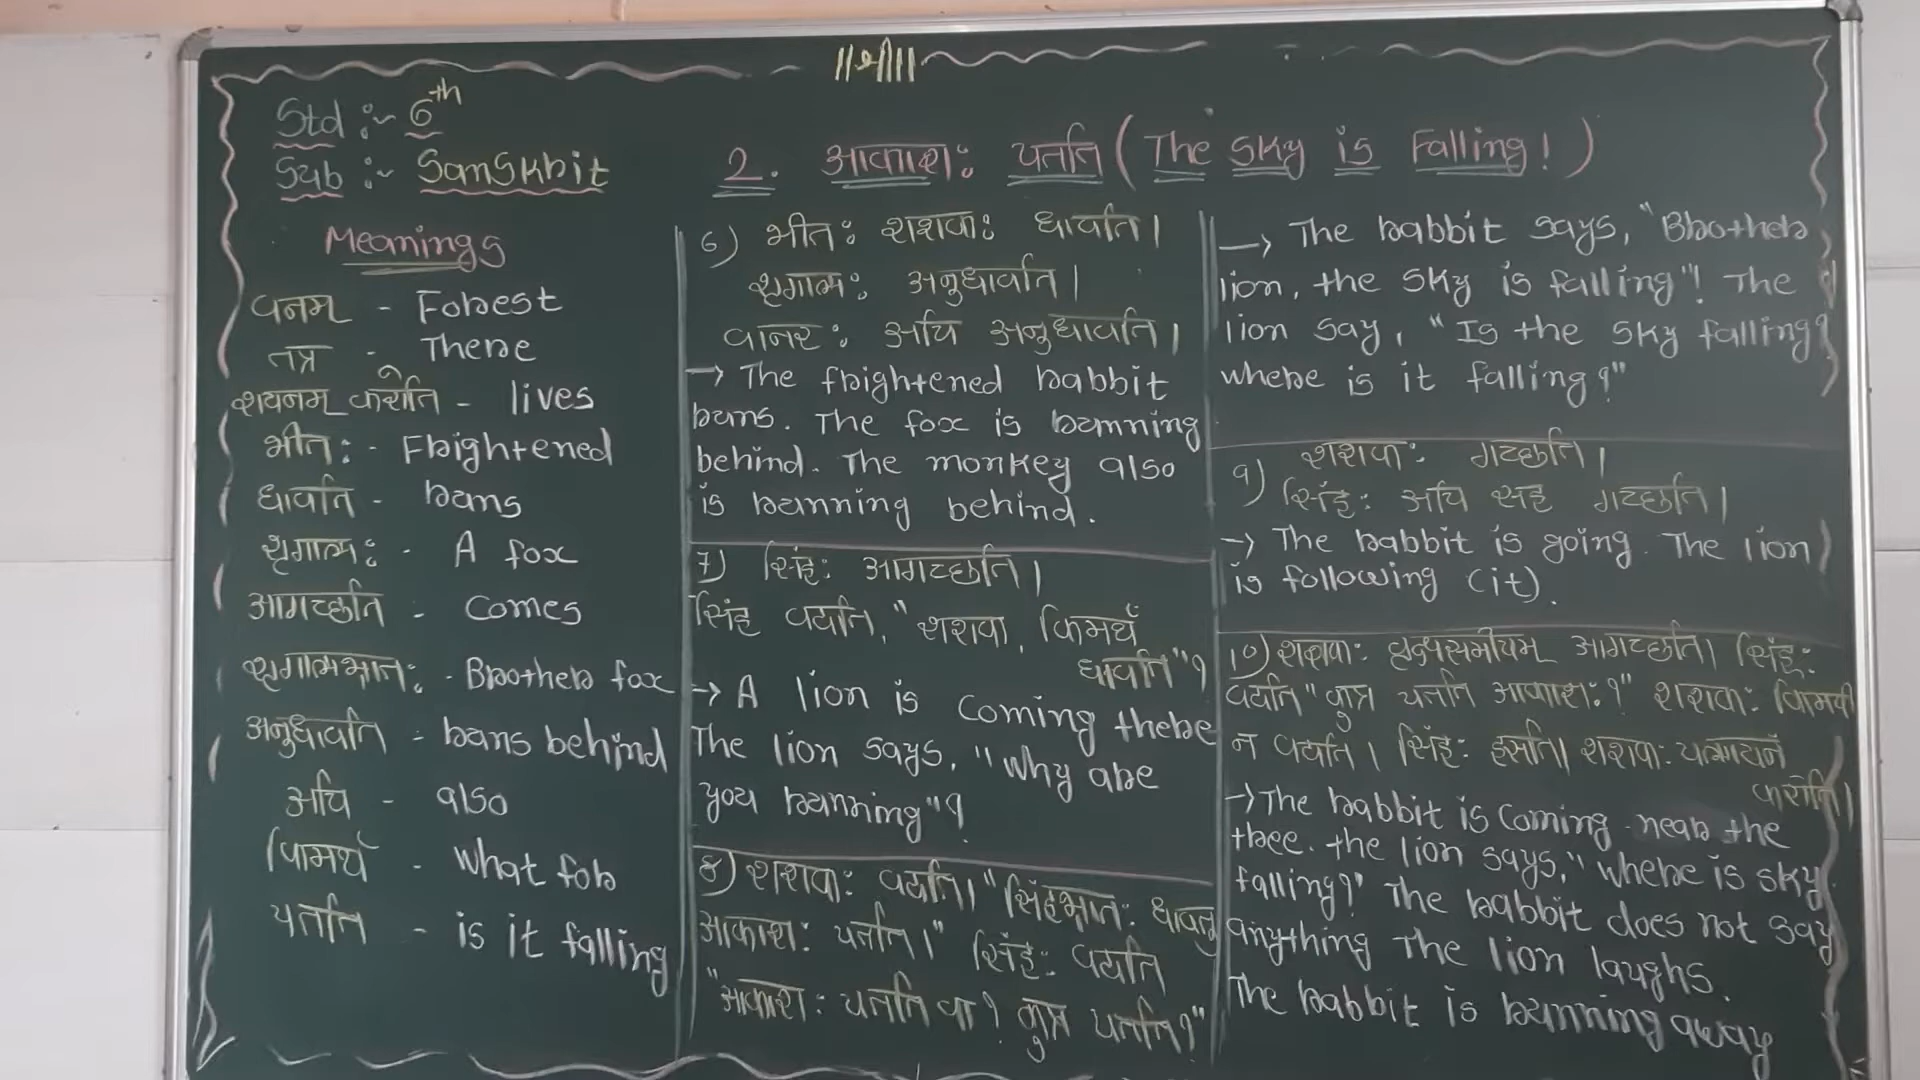 ॥श्री॥
Std :- 6th
Sub :- Sanskrit
2. आकाशः पतति (The Sky is Falling!)
Meanings
वनम् - Forest
तत्र - There
शयनम् करोति - lives
भीतः - Frightened
धावति - runs
शृगालः - A fox
आगच्छति - Comes
शृगालभ्रातः - Brother fox
अनुधावति - runs behind
अपि - also
किमर्थं - what for
पतति - is it falling
6) भीतः शशकः धावति।
शृगालः अनुधावति।
वानरः अपि अनुधावति।
→ The frightened rabbit
runs. The fox is running
behind. The monkey also
is running behind.
7) सिंहः आगच्छति।
सिंह वदति, "शशक, किमर्थं
धावति"?
→ A lion is coming there
The lion says, "why are
you running"?
8) शशकः वदति। "सिंहभ्रातः धावतु
आकाशः पतति।" सिंहः वदति
"आकाशः पतति वा? कुत्र पतति?"
→ The rabbit says, "Brother
lion, the sky is falling"! The
lion say, "Is the sky falling?
where is it falling?"
9) शशकः गच्छति।
सिंहः अपि सह गच्छति।
→ The rabbit is going. The lion
is following (it).
10) शशकः वृक्षसमीपम् आगच्छति। सिंहः
वदति "कुत्र पतति आकाशः?" शशकः किमपि
न वदति। सिंहः हसति। शशकः पलायनं
करोति।
→ The rabbit is coming near the
tree. the lion says, "where is sky
falling?" The rabbit does not say
anything The lion laughs.
The rabbit is running away